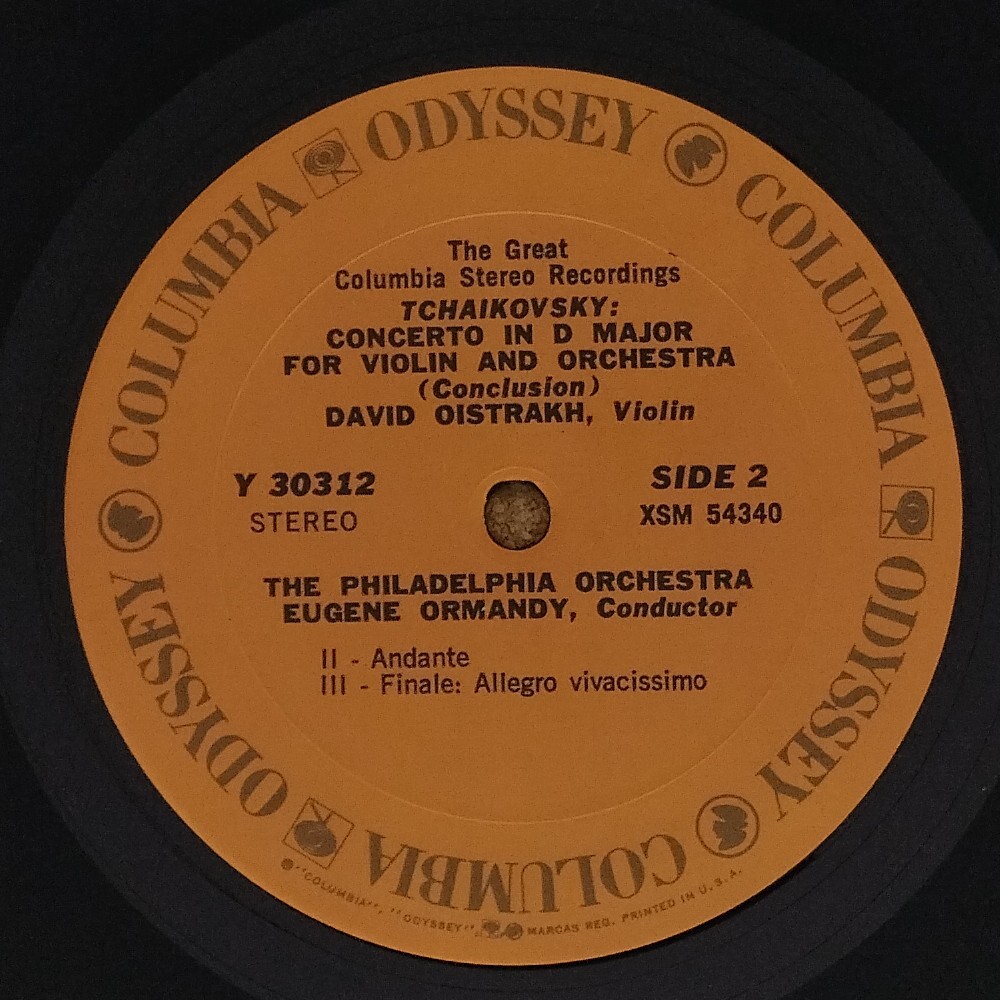 ODYSSEY COLUMBIA ODYSSEY COLUMBIA ODYSSEY COLUMBIA
The Great
Columbia Stereo Recordings
TCHAIKOVSKY:
CONCERTO IN D MAJOR
FOR VIOLIN AND ORCHESTRA
(Conclusion)
DAVID OISTRAKH, Violin
Y 30312
STEREO
SIDE 2
XSM 54340
THE PHILADELPHIA ORCHESTRA
EUGENE ORMANDY, Conductor
II - Andante
III - Finale: Allegro vivacissimo
"COLUMBIA", "ODYSSEY", MARCAS REG. PRINTED IN U.S.A.